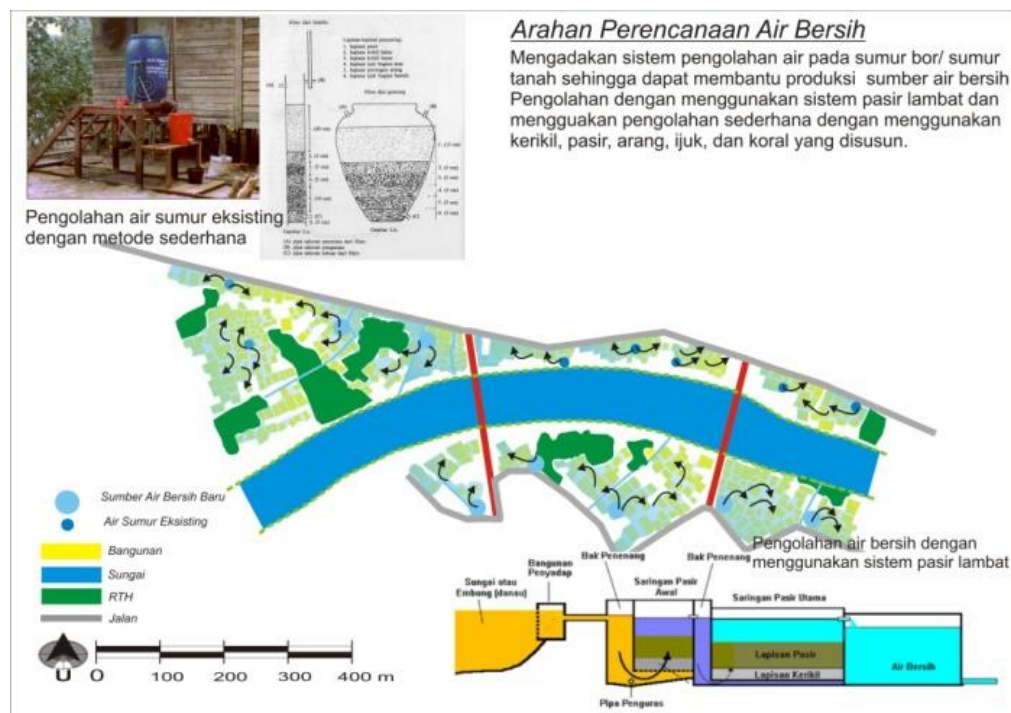 Arahan Perencanaan Air Bersih
Mengadakan sistem pengolahan air pada sumur bor/ sumur
tanah sehingga dapat membantu produksi sumber air bersih
Pengolahan dengan menggunakan sistem pasir lambat dan
mengguakan pengolahan sederhana dengan menggunakan
kerikil, pasir, arang, ijuk, dan koral yang disusun.
Pengolahan air sumur eksisting
dengan metode sederhana
Sumber Air Bersih Baru
Air Sumur Eksisting
Bangunan
Sungai
RTH
Jalan
U
0 100 200 300 400 m
Pengolahan air bersih dengan
menggunakan sistem pasir lambat
Sungai atau
Embung (danau)
Bangunan
Penyadap
Bak Penenang
Saringan Pasir
Awal
Bak Penenang
Saringan Pasir Utama
Lapisan Pasir
Lapisan Kerikil
Air Bersih
Pipa Penguras